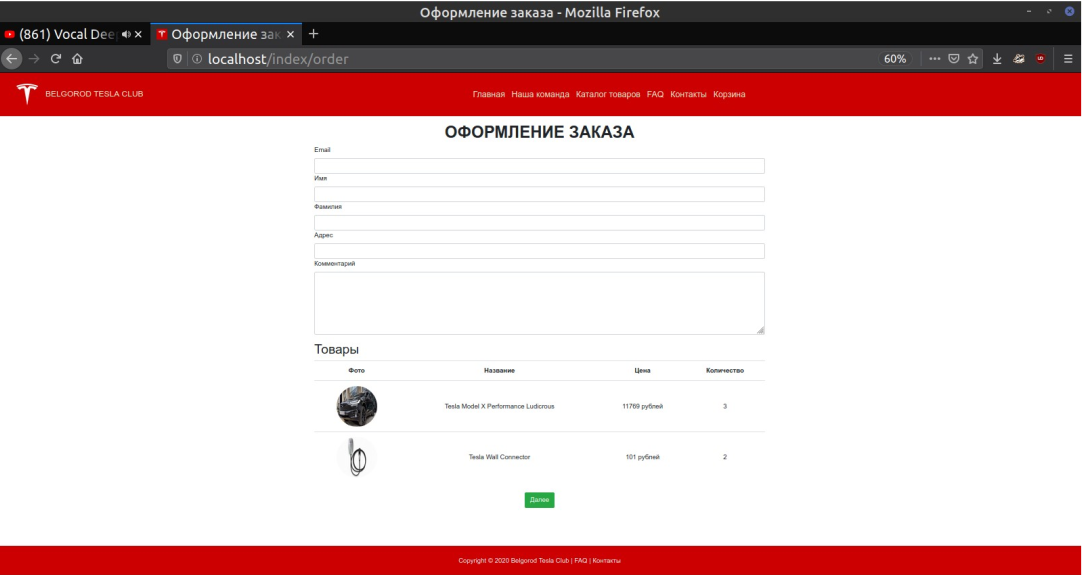 Оформление заказа - Mozilla Firefox
(861) Vocal Dee
Оформление зак
localhost/index/order
60%
BELGOROD TESLA CLUB
Главная Наша команда Каталог товаров FAQ Контакты Корзина
ОФОРМЛЕНИЕ ЗАКАЗА
Email
Имя
Фамилия
Адрес
Комментарий
Товары
Фото Название Цена Количество
Tesla Model X Performance Ludicrous 11769 рублей 3
Tesla Wall Connector 101 рублей 2
Далее
Copyright © 2020 Belgorod Tesla Club | FAQ | Контакты